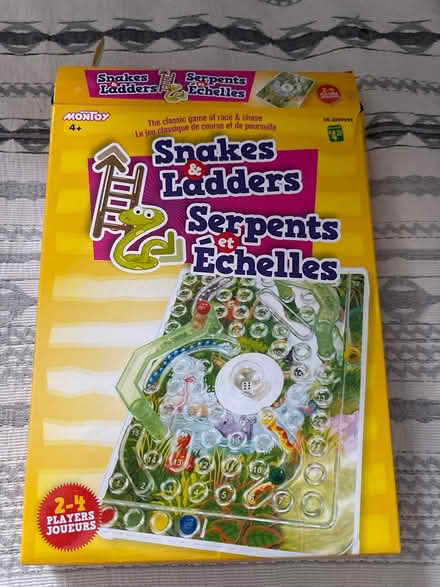 Snakes & Ladders
Serpents et Échelles
MONTOY
4+
The classic game of race & chase
Le jeu classique de course et de poursuite
Snakes
&
Ladders
Serpents
et
Échelles
2-4
PLAYERS
JOUEURS